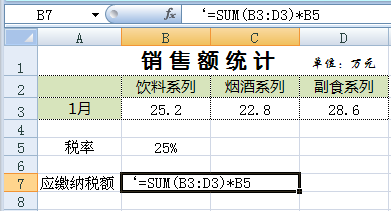 B7 fx ‘=SUM(B3:D3)*B5
A B C D
1 销售额统计 单位：万元
2 饮料系列 烟酒系列 副食系列
3 1月 25.2 22.8 28.6
4
5 税率 25%
6
7 应缴纳税额 ‘=SUM(B3:D3)*B5
8